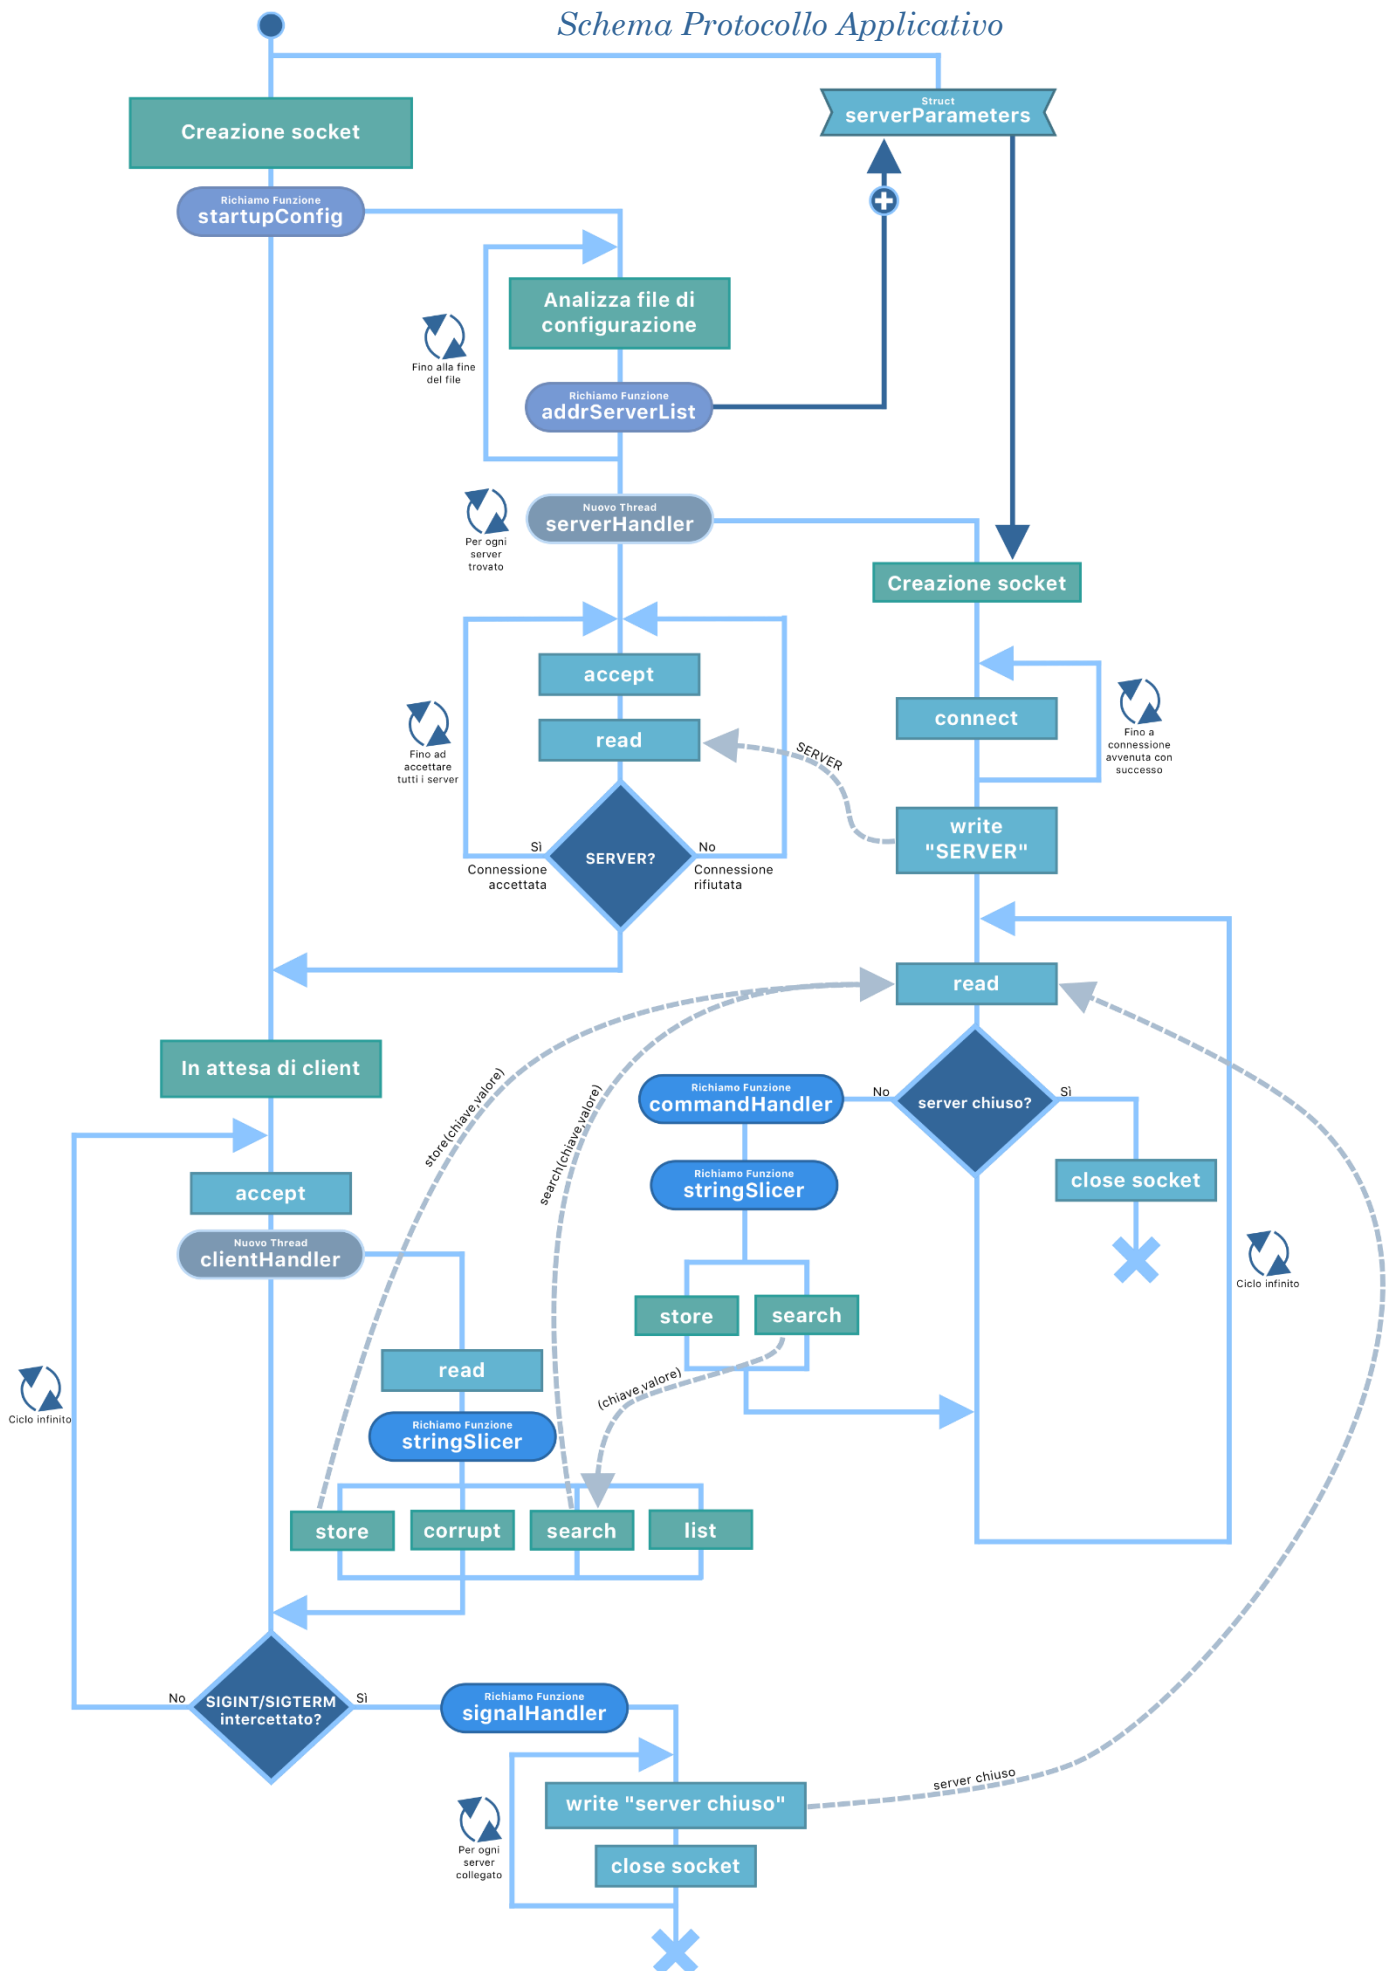 Schema Protocollo Applicativo
Struct
serverParameters
Creazione socket
Richiamo Funzione
startupConfig
Analizza file di
configurazione
Fino alla fine
del file
Richiamo Funzione
addrServerList
Nuovo Thread
serverHandler
Per ogni
server
trovato
Creazione socket
accept
connect
read
SERVER
Fino ad
accettare
tutti i server
Fino a
connessione
avvenuta con
successo
write
"SERVER"
Sì
SERVER?
No
Connessione
accettata
Connessione
rifiutata
read
In attesa di client
store(chiave,valore)
search(chiave,valore)
Richiamo Funzione
commandHandler
No
server chiuso?
Sì
Richiamo Funzione
stringSlicer
close socket
accept
Nuovo Thread
clientHandler
Ciclo infinito
store
search
read
(chiave,valore)
Ciclo infinito
Richiamo Funzione
stringSlicer
store
corrupt
search
list
No
SIGINT/SIGTERM
intercettato?
Sì
Richiamo Funzione
signalHandler
server chiuso
write "server chiuso"
Per ogni
server
collegato
close socket